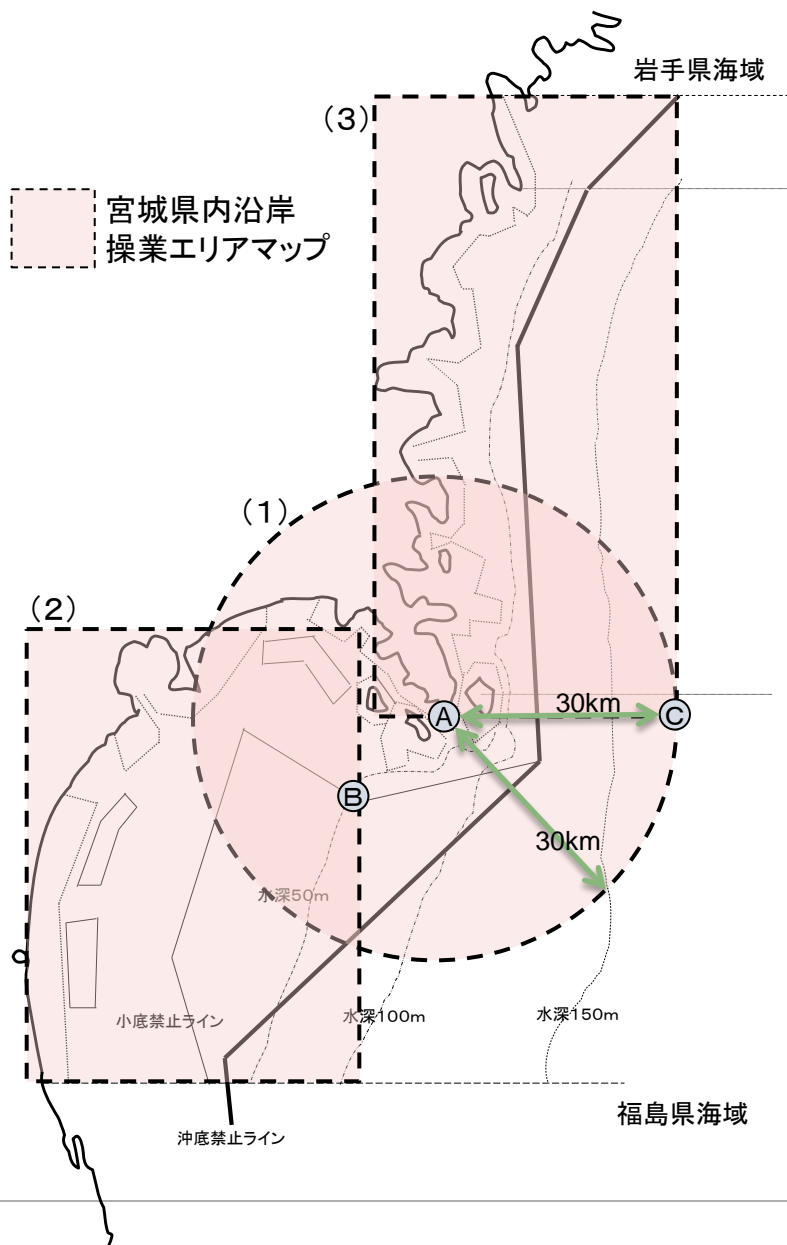 岩手県海域
(3)
宮城県内沿岸
操業エリアマップ
(1)
(2)
A
30km
C
B
30km
水深50m
小底禁止ライン
水深100m
水深150m
福島県海域
沖底禁止ライン